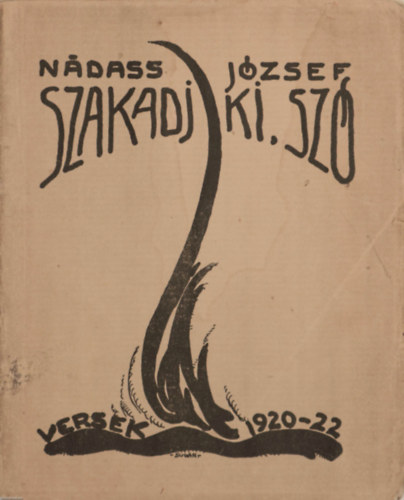 NÁDASS JÓZSEF
SZAKADJ KI, SZÓ
VERSEK 1920-22